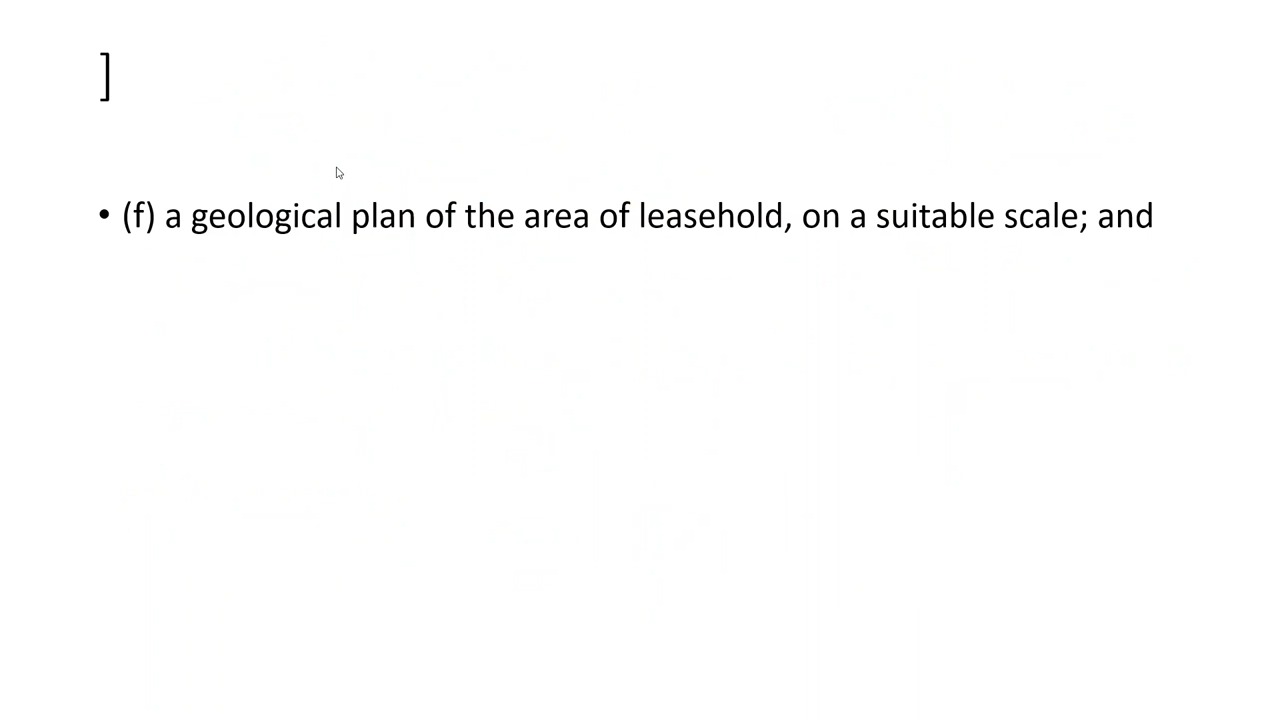 ]
• (f) a geological plan of the area of leasehold, on a suitable scale; and